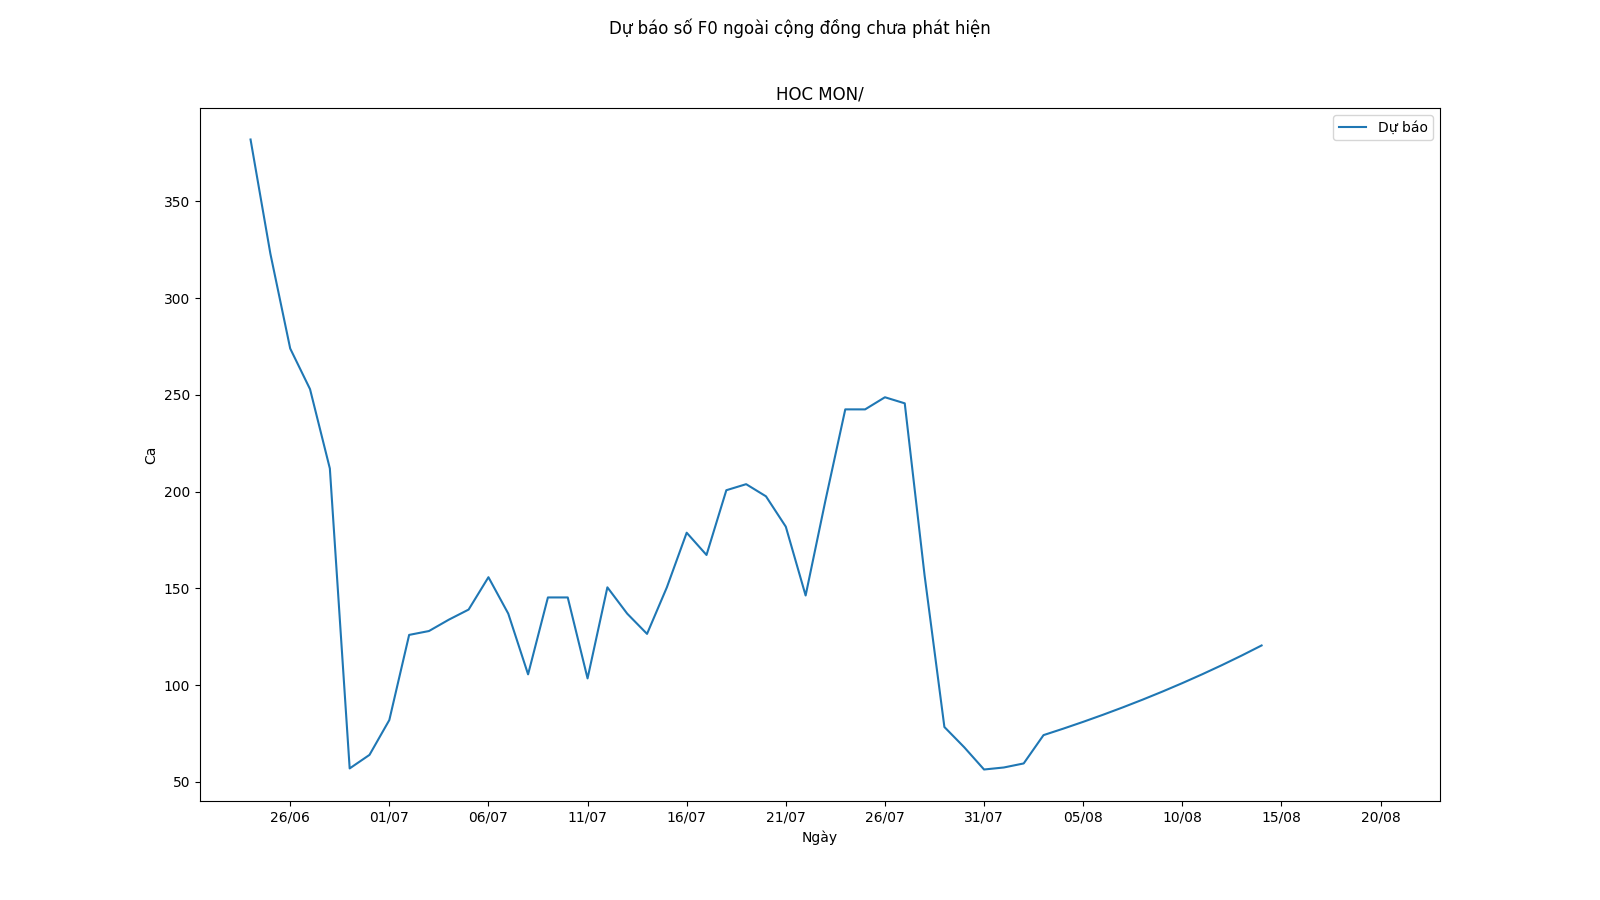 Dự báo số F0 ngoài cộng đồng chưa phát hiện
HOC MON/
Dự báo
350
300
250
200
150
100
50
Ca
26/06 01/07 06/07 11/07 16/07 21/07 26/07 31/07 05/08 10/08 15/08 20/08
Ngày